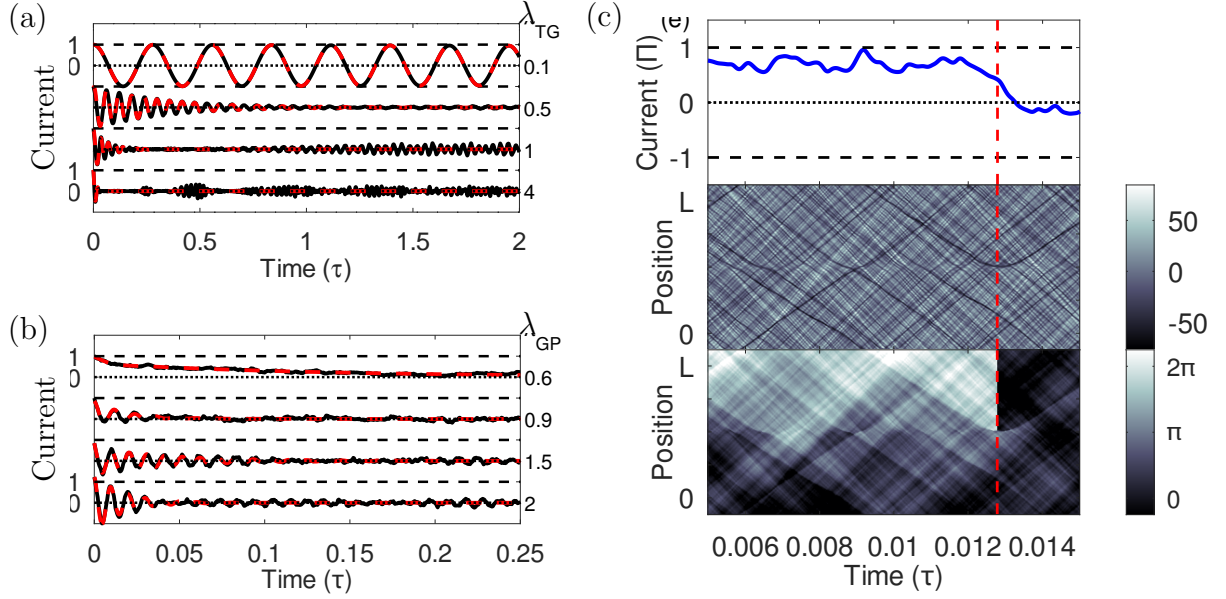 (a)
λTG
Current
1
0
0.1
0.5
1
1
0
4
0 0.5 1 1.5 2
Time (τ)
(b)
λGP
Current
1
0
0.6
0.9
1.5
1
0
2
0 0.05 0.1 0.15 0.2 0.25
Time (τ)
(c)
(e)
Current (Π)
1
0
-1
Position
L
0
50
0
-50
Position
L
0
2π
π
0
0.006 0.008 0.01 0.012 0.014
Time (τ)